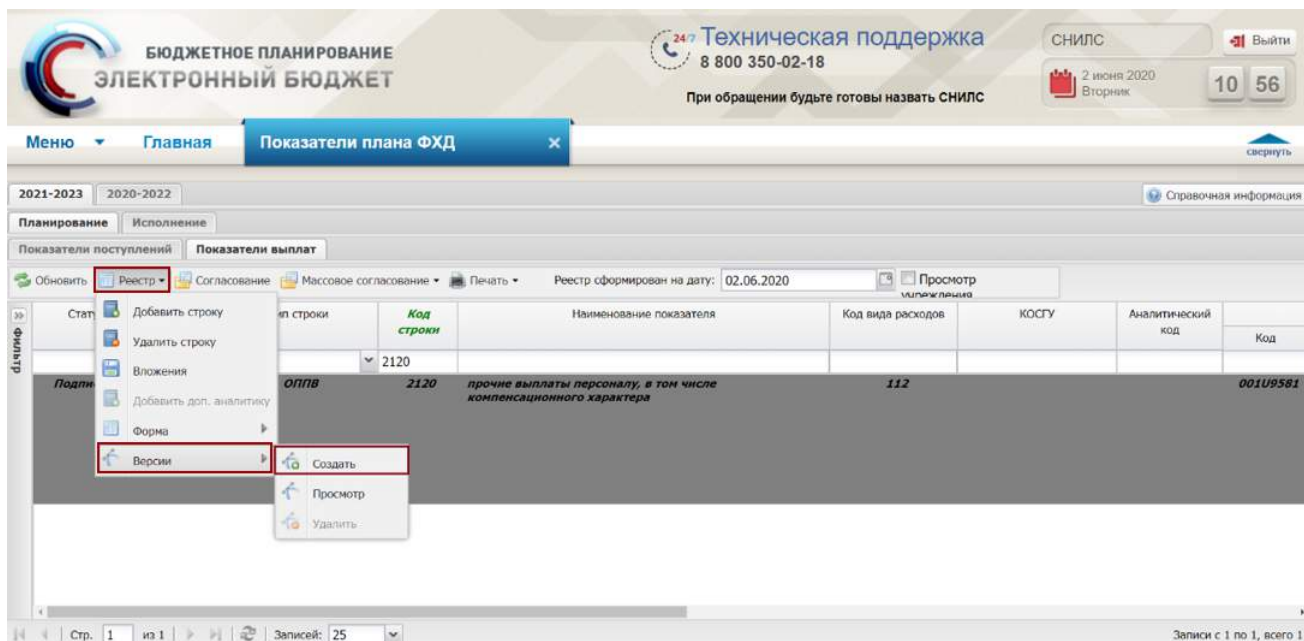 БЮДЖЕТНОЕ ПЛАНИРОВАНИЕ
ЭЛЕКТРОННЫЙ БЮДЖЕТ
24/7 Техническая поддержка
8 800 350-02-18
При обращении будьте готовы назвать СНИЛС
СНИЛС
Выйти
2 июня 2020
Вторник
10 56
Меню Главная Показатели плана ФХД
свернуть
2021-2023 2020-2022
Справочная информация
Планирование Исполнение
Показатели поступлений Показатели выплат
Обновить Реестр Согласование Массовое согласование Печать Реестр сформирован на дату: 02.06.2020 Просмотр
учреждения
Фильтр
Стат
ип строки
Код
строки
Наименование показателя
Код вида расходов
КОСГУ
Аналитический
код
Код
2120
Подпи ОППВ 2120 прочие выплаты персоналу, в том числе
компенсационного характера
112 001U9581
Добавить строку
Удалить строку
Вложения
Добавить доп. аналитику
Форма
Версии
Создать
Просмотр
Удалить
Стр. 1 из 1 Записей: 25
Записи с 1 по 1, всего 1